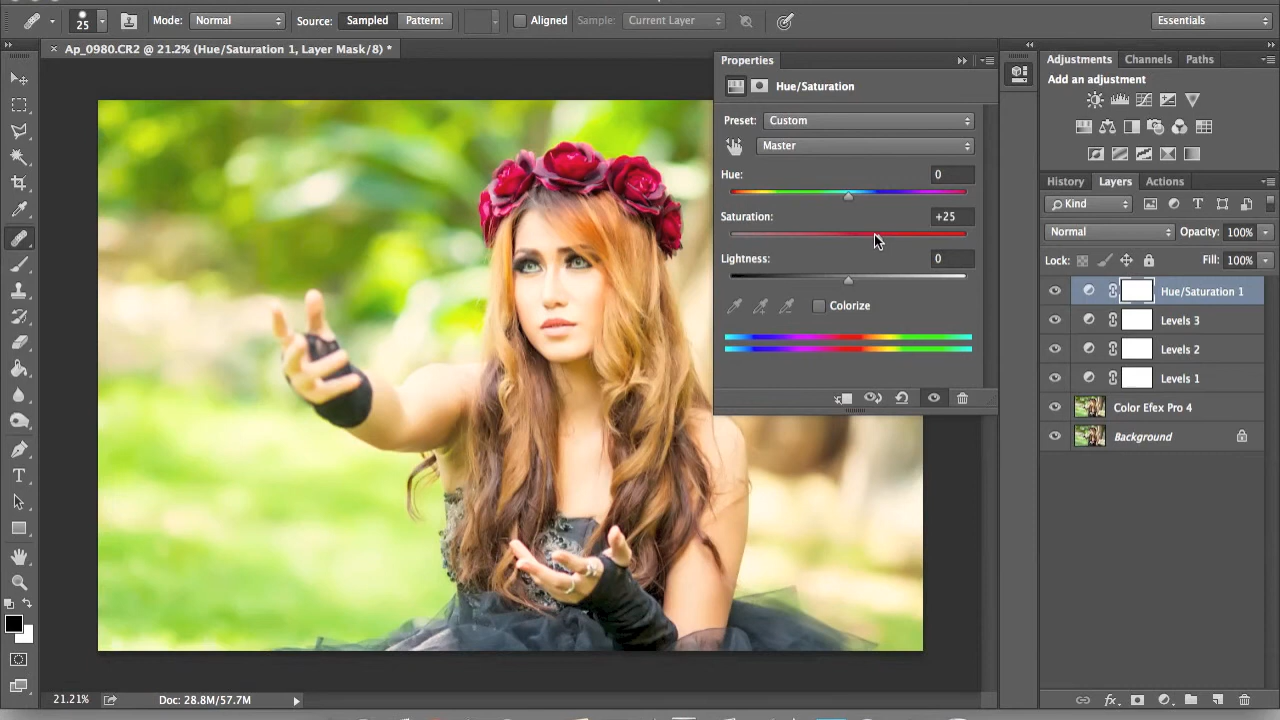 25
Mode: Normal
Source: Sampled Pattern:
Aligned
Sample: Current Layer
Essentials
× Ap_0980.CR2 @ 21.2% (Hue/Saturation 1, Layer Mask/8) *
Properties
Hue/Saturation
Preset: Custom
Master
Hue: 0
Saturation: +25
Lightness: 0
Colorize
Adjustments Channels Paths
Add an adjustment
History Layers Actions
Kind
Normal Opacity: 100%
Lock: Fill: 100%
Hue/Saturation 1
Levels 3
Levels 2
Levels 1
Color Efex Pro 4
Background
21.21% Doc: 28.8M/57.7M